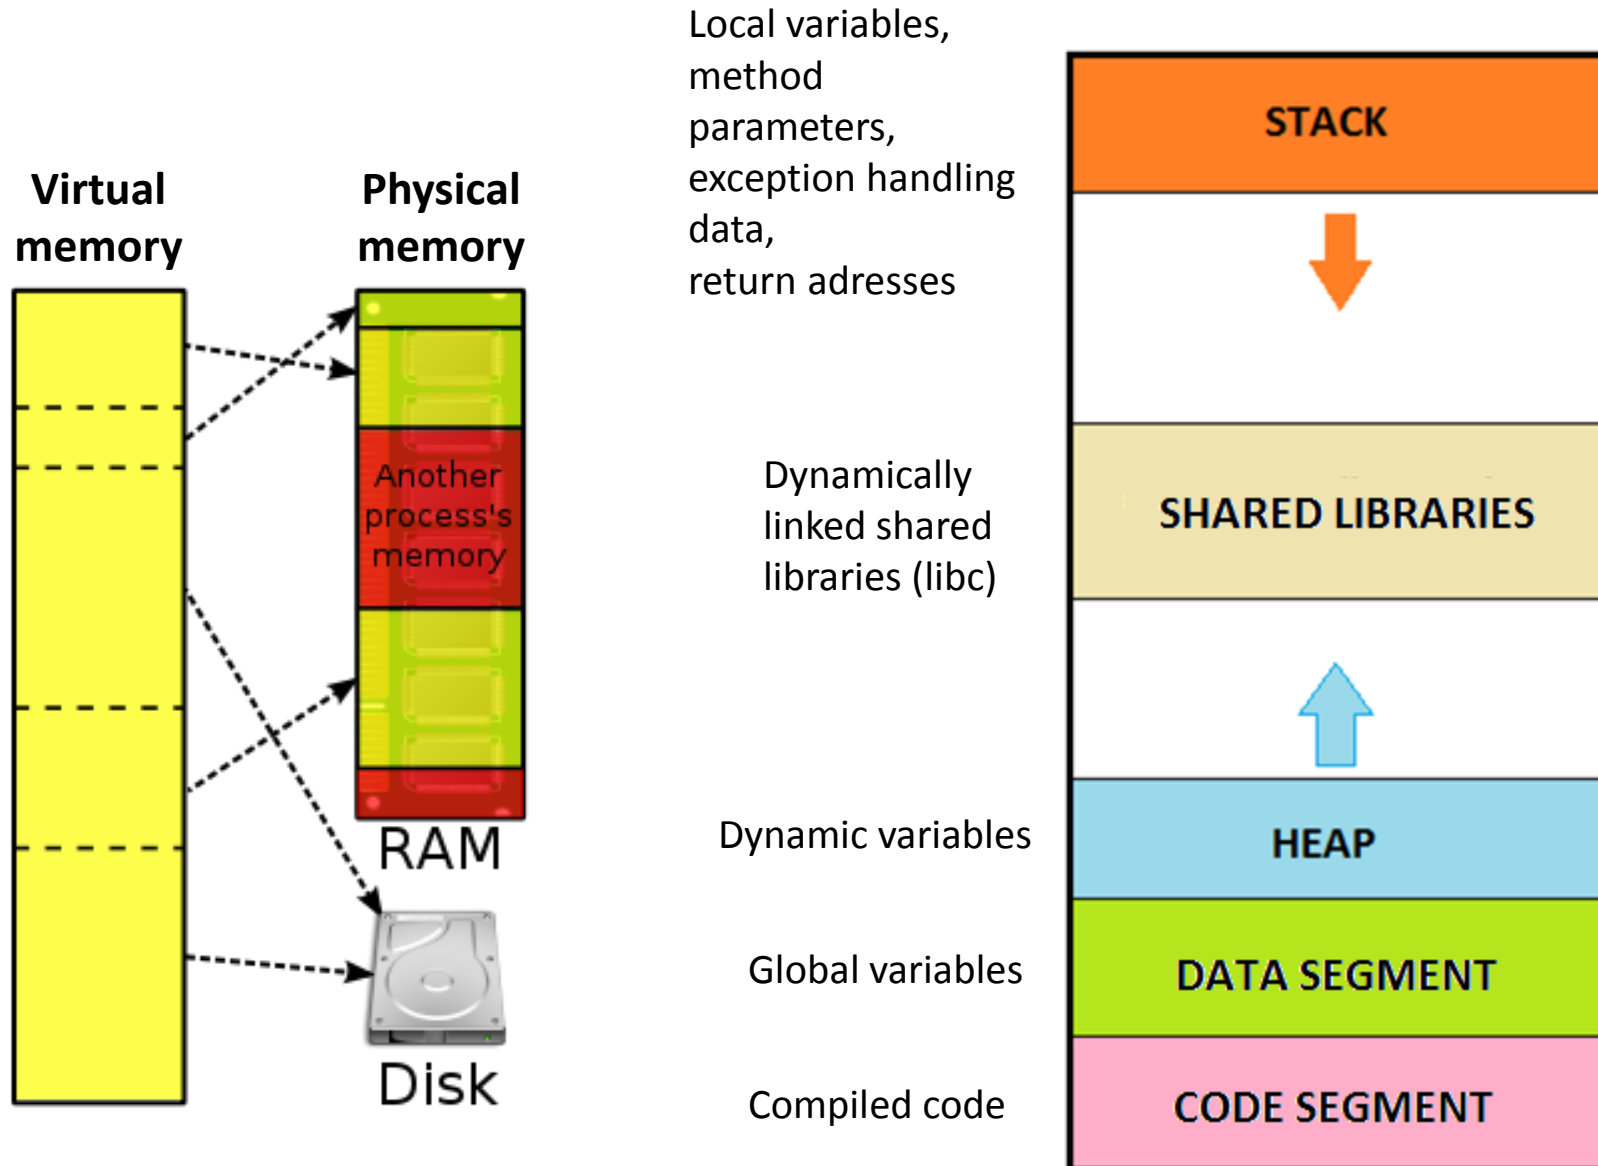 Virtual
memory
Physical
memory
Another
process's
memory
RAM
Disk
Local variables,
method
parameters,
exception handling
data,
return adresses
STACK
Dynamically
linked shared
libraries (libc)
SHARED LIBRARIES
Dynamic variables
HEAP
Global variables
DATA SEGMENT
Compiled code
CODE SEGMENT